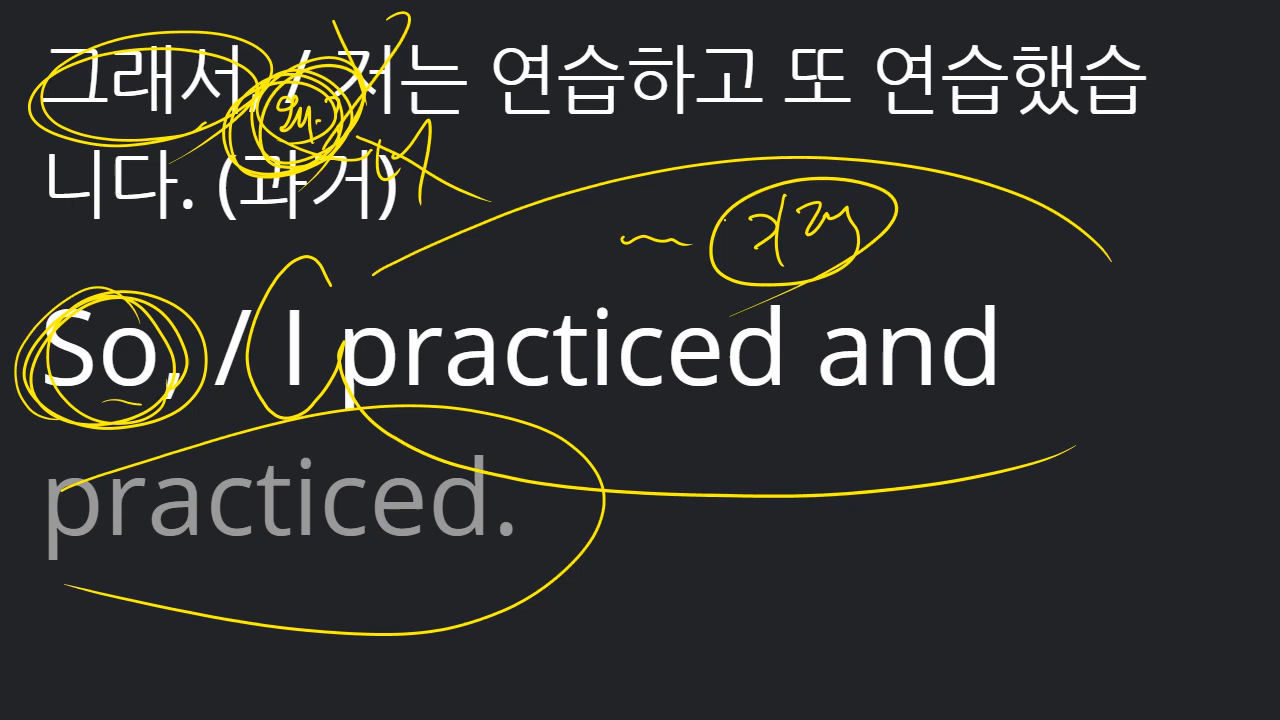 그래서, / 저는 연습하고 또 연습했습
니다. (과거)
So, / I practiced and
practiced.